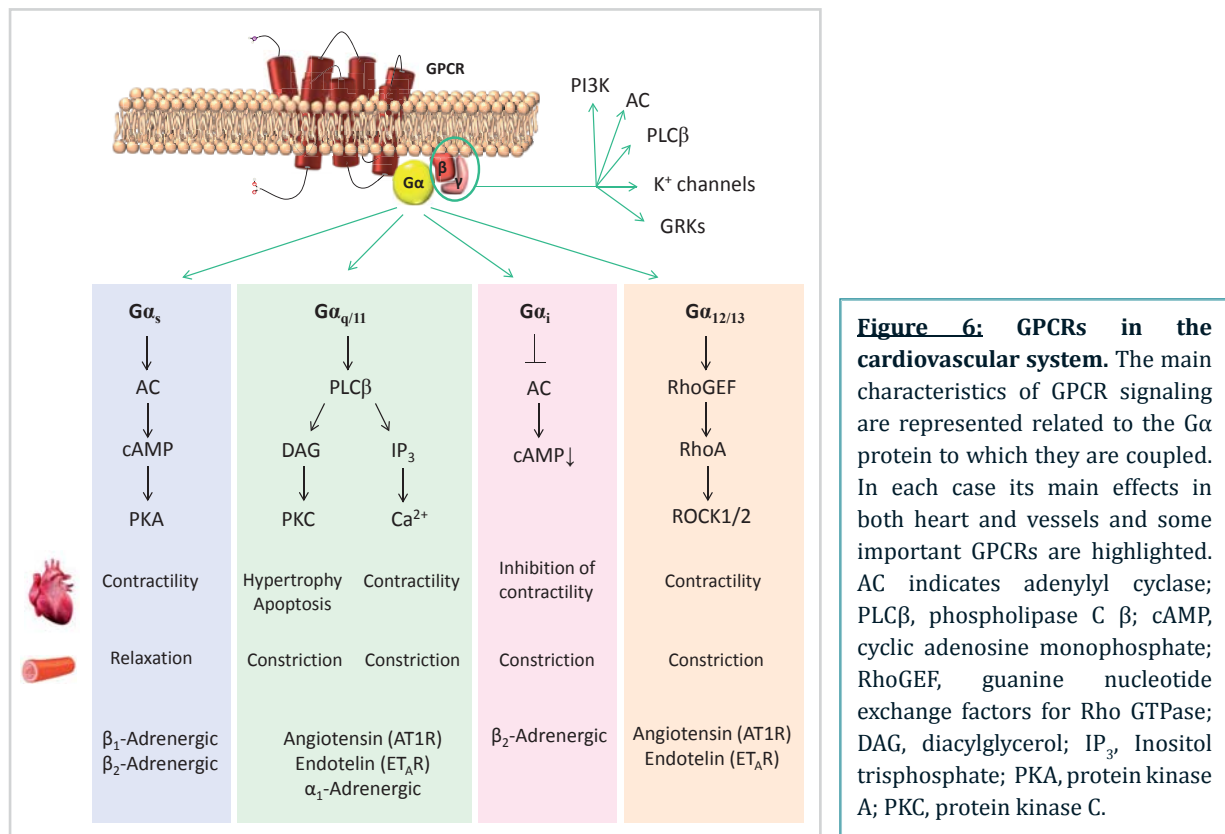 GPCR
PI3K
AC
PLCβ
K⁺ channels
GRKs
β
γ
Gα
Gαs
AC
cAMP
PKA
Contractility
Relaxation
β₁-Adrenergic
β₂-Adrenergic
Gαq/11
PLCβ
DAG IP₃
PKC Ca²⁺
Hypertrophy
Apoptosis
Contractility
Constriction Constriction
Angiotensin (AT1R)
Endotelin (ETAR)
α₁-Adrenergic
Gαi
AC
cAMP↓
Inhibition of
contractility
Constriction
β₂-Adrenergic
Gα12/13
RhoGEF
RhoA
ROCK1/2
Contractility
Constriction
Angiotensin (AT1R)
Endotelin (ETAR)
Figure 6: GPCRs in the
cardiovascular system. The main
characteristics of GPCR signaling
are represented related to the Gα
protein to which they are coupled.
In each case its main effects in
both heart and vessels and some
important GPCRs are highlighted.
AC indicates adenylyl cyclase;
PLCβ, phospholipase C β; cAMP,
cyclic adenosine monophosphate;
RhoGEF, guanine nucleotide
exchange factors for Rho GTPase;
DAG, diacylglycerol; IP₃, Inositol
trisphosphate; PKA, protein kinase
A; PKC, protein kinase C.